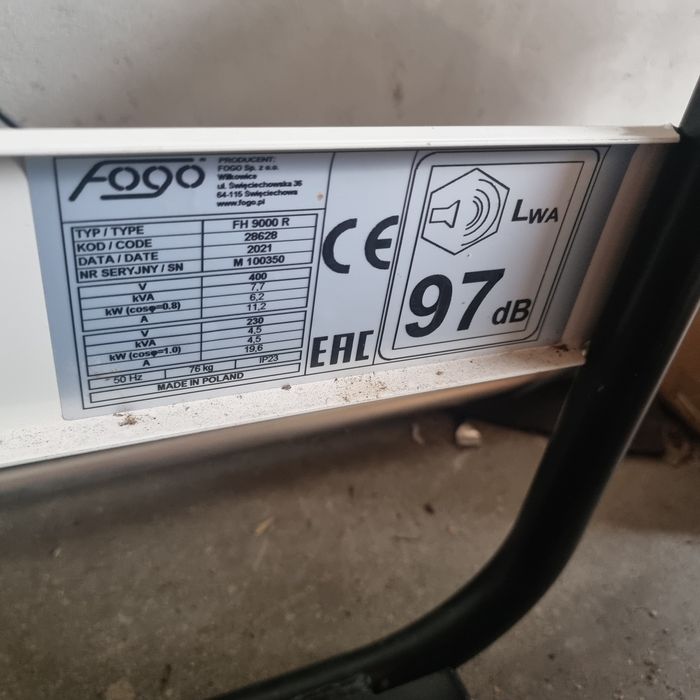 FOGO
PRODUCENT:
FOGO Sp. z o.o.
Wilkowice
ul. Święciechowska 36
64-115 Święciechowa
www.fogo.pl
TYP / TYPE FH 9000 R
KOD / CODE 28628
DATA / DATE 2021
NR SERYJNY / SN M 100350
V 400
kVA 7,7
kW (cosφ=0.8) 6,2
A 11,2
V 230
kVA 4,5
kW (cosφ=1.0) 4,5
A 19,6
50 Hz 76 kg IP23
MADE IN POLAND
CE
EAC
LWA
97 dB